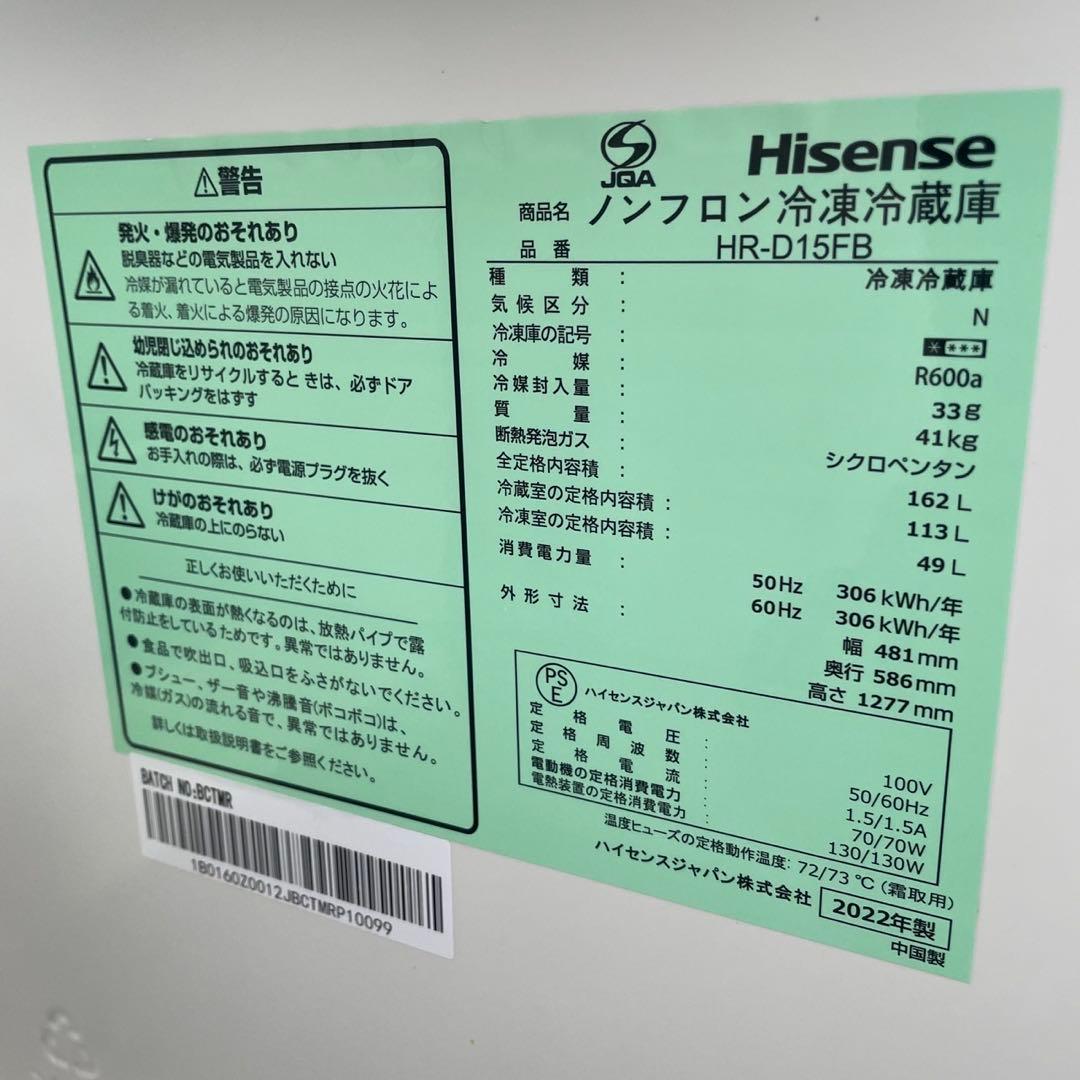 警告
発火・爆発のおそれあり
脱臭器などの電気製品を入れない
冷媒が漏れていると電気製品の接点の火花によ
る着火、着火による爆発の原因になります。
幼児閉じ込められのおそれあり
冷蔵庫をリサイクルすると きは、必ずドア
パッキングをはずす
感電のおそれあり
お手入れの際は、必ず電源プラグを抜く
けがのおそれあり
冷蔵庫の上にのらない
正しくお使いいただくために
●冷蔵庫の表面が熱くなるのは、放熱パイプで露
付防止をしているためです。異常ではありません。
●食品で吹出口、吸込口をふさがないでください。
●プシュー、ザー音や沸騰音(ボコボコ)は、
冷媒(ガス)の流れる音で、異常ではありません。
詳しくは取扱説明書をご参照ください。
BATCH NO:BCTMR
1B0160Z0012JBCTMRP10099
JQA
Hisense
商品名 ノンフロン冷凍冷蔵庫
品番 HR-D15FB
種類 : 冷凍冷蔵庫
気候区分 : N
冷凍庫の記号 : ****
冷媒 : R600a
冷媒封入量 : 33g
質量 : 41kg
断熱発泡ガス : シクロペンタン
全定格内容積 : 162 L
冷蔵室の定格内容積 : 113 L
冷凍室の定格内容積 : 49 L
消費電力量 : 50Hz 306 kWh/年
60Hz 306 kWh/年
外形寸法 : 幅 481mm
奥行 586mm
高さ 1277mm
PSE ハイセンスジャパン株式会社
定格電圧 : 100V
定格周波数 : 50/60Hz
定格電流 : 1.5/1.5A
電動機の定格消費電力 : 70/70W
電熱装置の定格消費電力 : 130/130W
温度ヒューズの定格動作温度: 72/73 ℃ (霜取用)
ハイセンスジャパン株式会社 2022年製
中国製